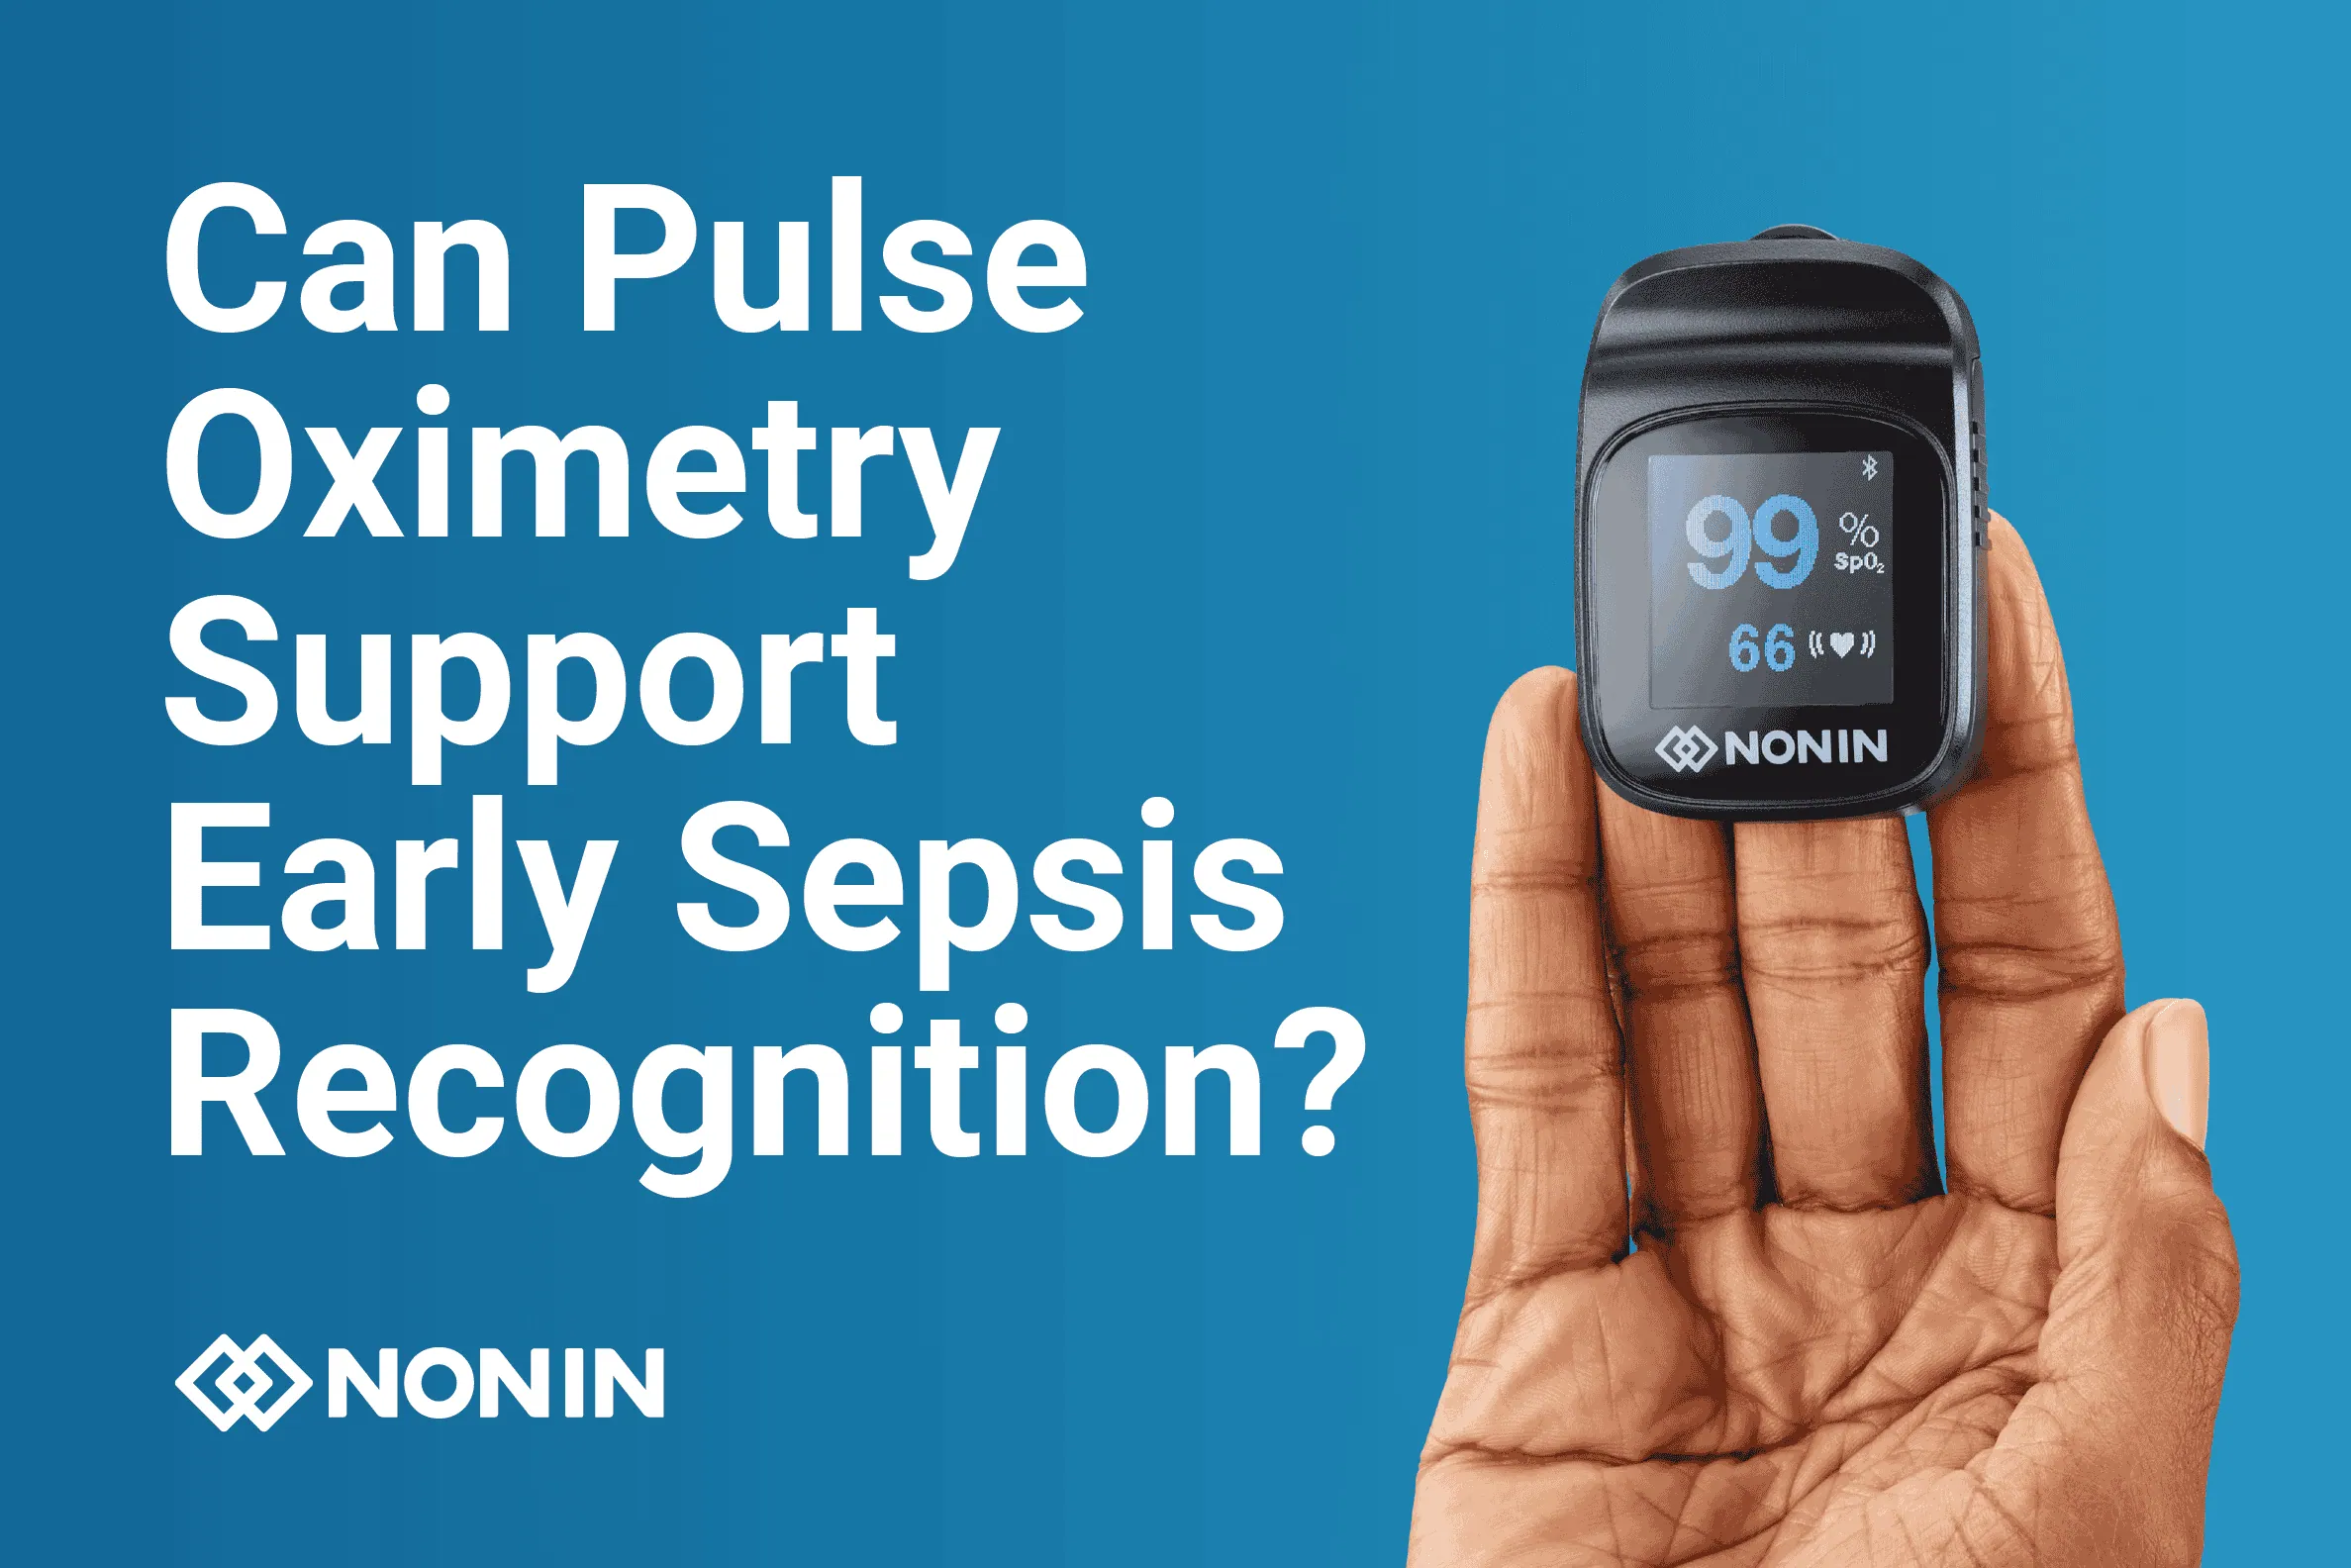 Can Pulse
Oximetry
Support
Early Sepsis
Recognition?
NONIN
99 %
SpO₂
66
NONIN